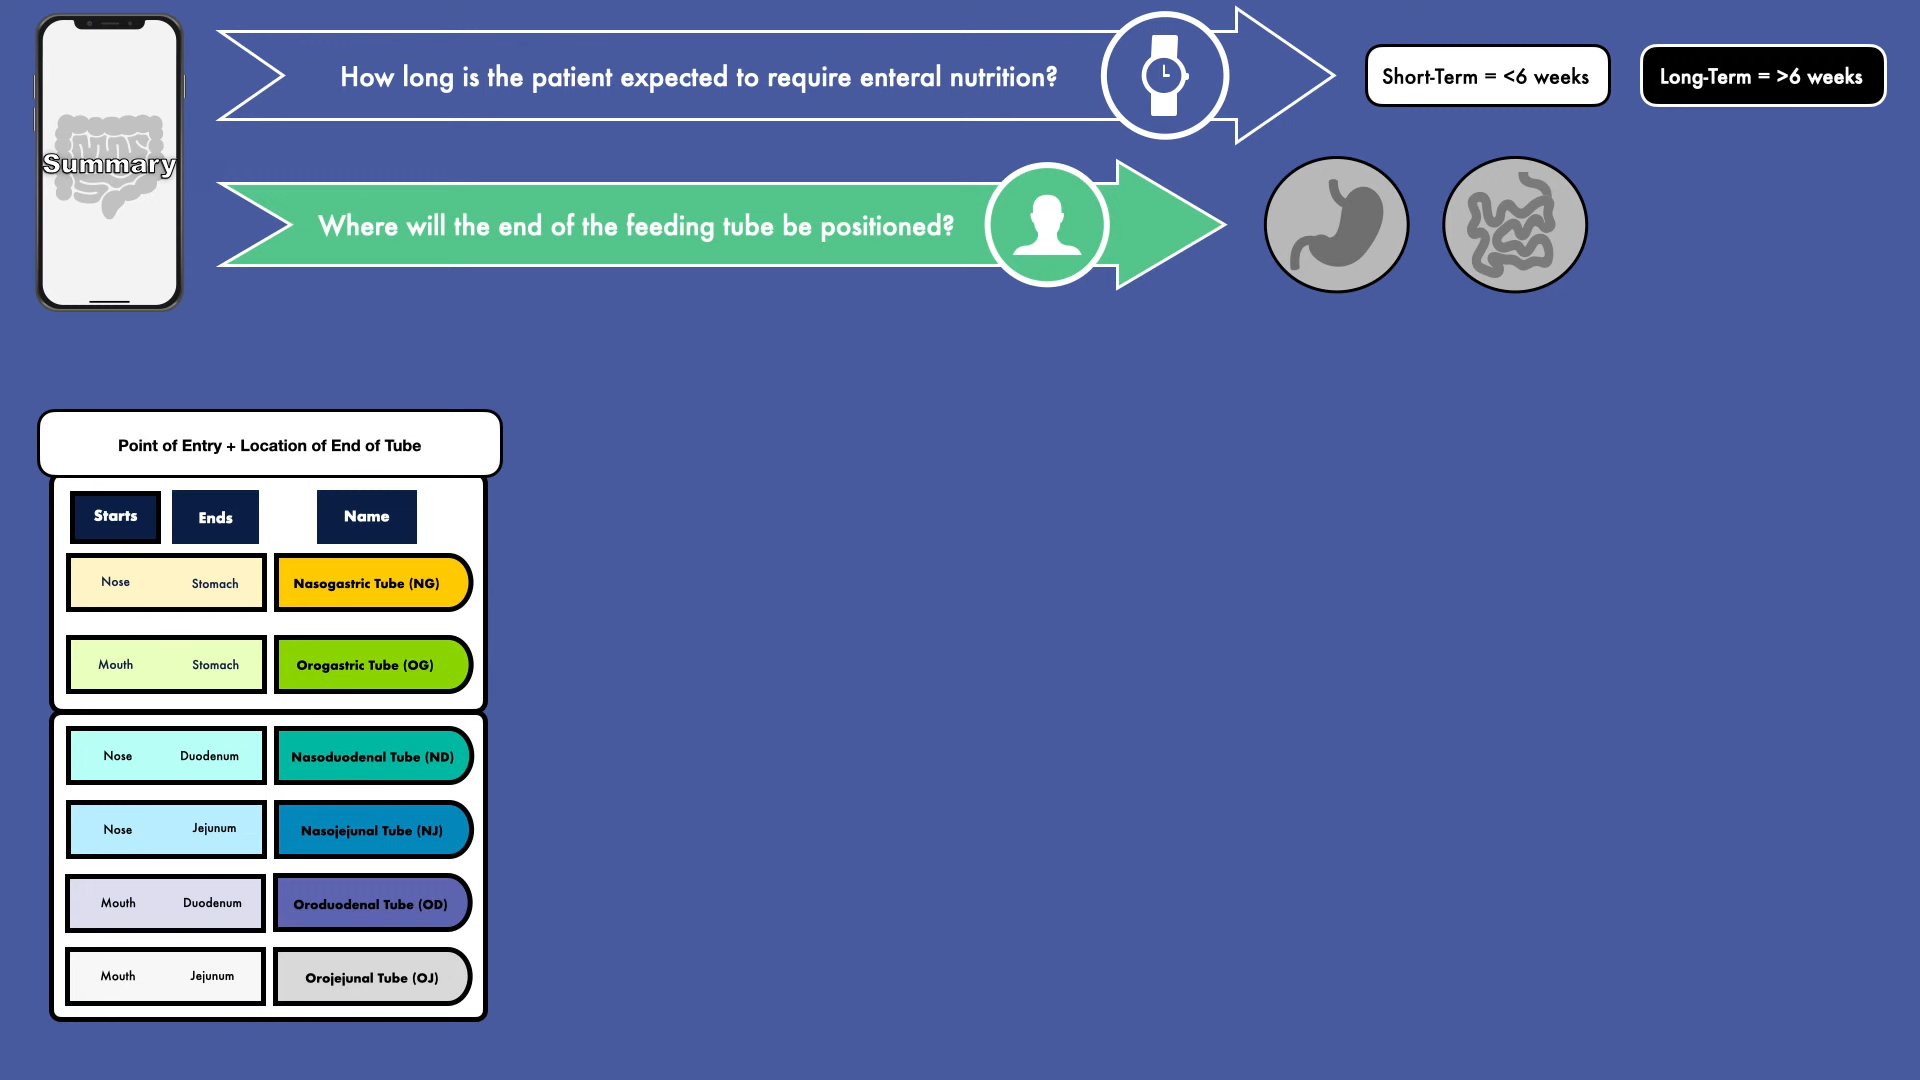 Summary
How long is the patient expected to require enteral nutrition?
Short-Term = <6 weeks
Long-Term = >6 weeks
Where will the end of the feeding tube be positioned?
Point of Entry + Location of End of Tube
Starts Ends Name
Nose Stomach Nasogastric Tube (NG)
Mouth Stomach Orogastric Tube (OG)
Nose Duodenum Nasoduodenal Tube (ND)
Nose Jejunum Nasojejunal Tube (NJ)
Mouth Duodenum Oroduodenal Tube (OD)
Mouth Jejunum Orojejunal Tube (OJ)